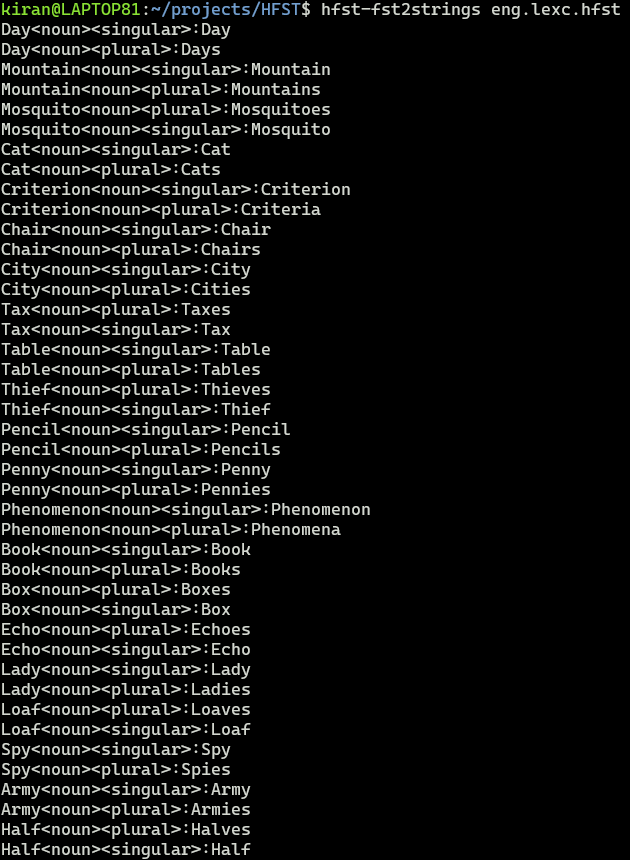 kiran@LAPTOP81:~/projects/HFST$ hfst-fst2strings eng.lexc.hfst
Day<noun><singular>:Day
Day<noun><plural>:Days
Mountain<noun><singular>:Mountain
Mountain<noun><plural>:Mountains
Mosquito<noun><plural>:Mosquitoes
Mosquito<noun><singular>:Mosquito
Cat<noun><singular>:Cat
Cat<noun><plural>:Cats
Criterion<noun><singular>:Criterion
Criterion<noun><plural>:Criteria
Chair<noun><singular>:Chair
Chair<noun><plural>:Chairs
City<noun><singular>:City
City<noun><plural>:Cities
Tax<noun><plural>:Taxes
Tax<noun><singular>:Tax
Table<noun><singular>:Table
Table<noun><plural>:Tables
Thief<noun><plural>:Thieves
Thief<noun><singular>:Thief
Pencil<noun><singular>:Pencil
Pencil<noun><plural>:Pencils
Penny<noun><singular>:Penny
Penny<noun><plural>:Pennies
Phenomenon<noun><singular>:Phenomenon
Phenomenon<noun><plural>:Phenomena
Book<noun><singular>:Book
Book<noun><plural>:Books
Box<noun><plural>:Boxes
Box<noun><singular>:Box
Echo<noun><plural>:Echoes
Echo<noun><singular>:Echo
Lady<noun><singular>:Lady
Lady<noun><plural>:Ladies
Loaf<noun><plural>:Loaves
Loaf<noun><singular>:Loaf
Spy<noun><singular>:Spy
Spy<noun><plural>:Spies
Army<noun><singular>:Army
Army<noun><plural>:Armies
Half<noun><plural>:Halves
Half<noun><singular>:Half